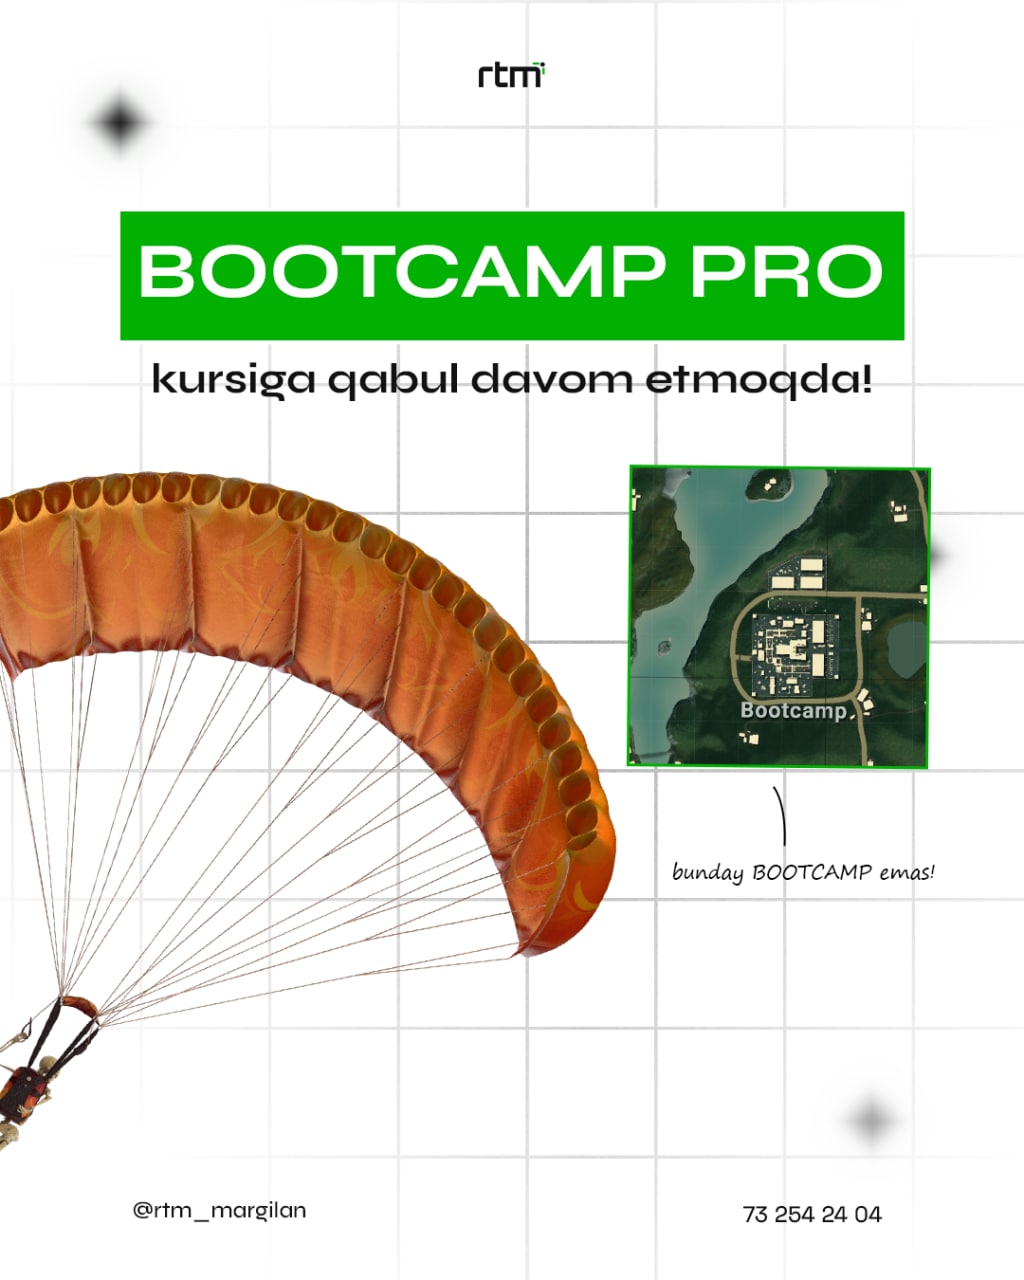 rtm
BOOTCAMP PRO
kursiga qabul davom etmoqda!
Bootcamp
bunday BOOTCAMP emas!
@rtm_margilan
73 254 24 04